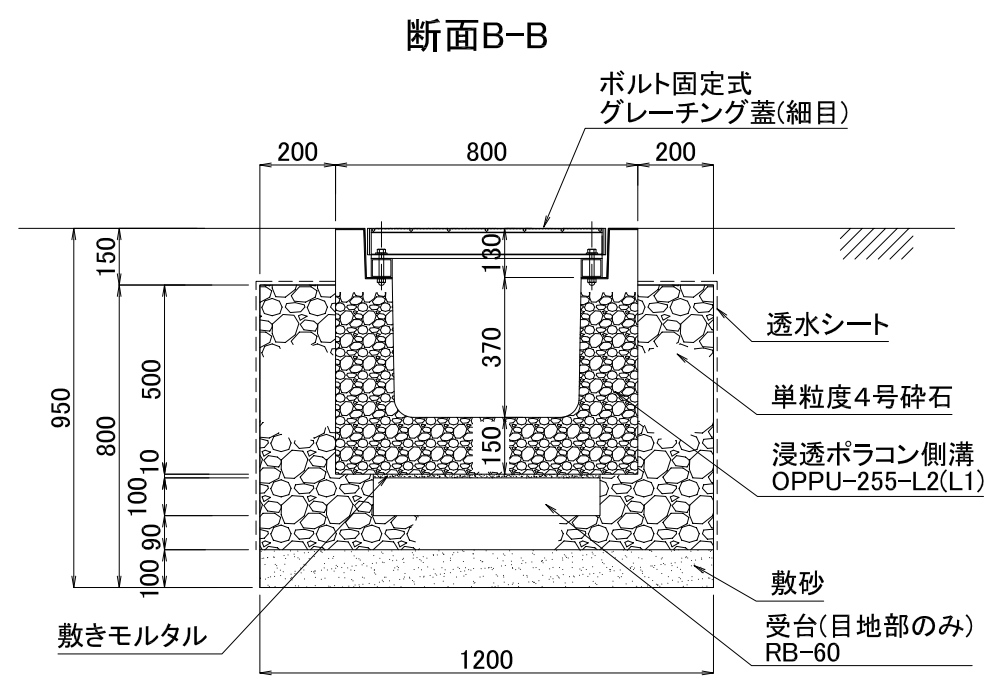 断面B-B
ボルト固定式
グレーチング蓋(細目)
200
800
200
150
130
透水シート
950
800
500
370
単粒度4号砕石
浸透ポラコン側溝
OPPU-255-L2(L1)
150
10
100
90
100
敷砂
敷きモルタル
受台(目地部のみ)
RB-60
1200